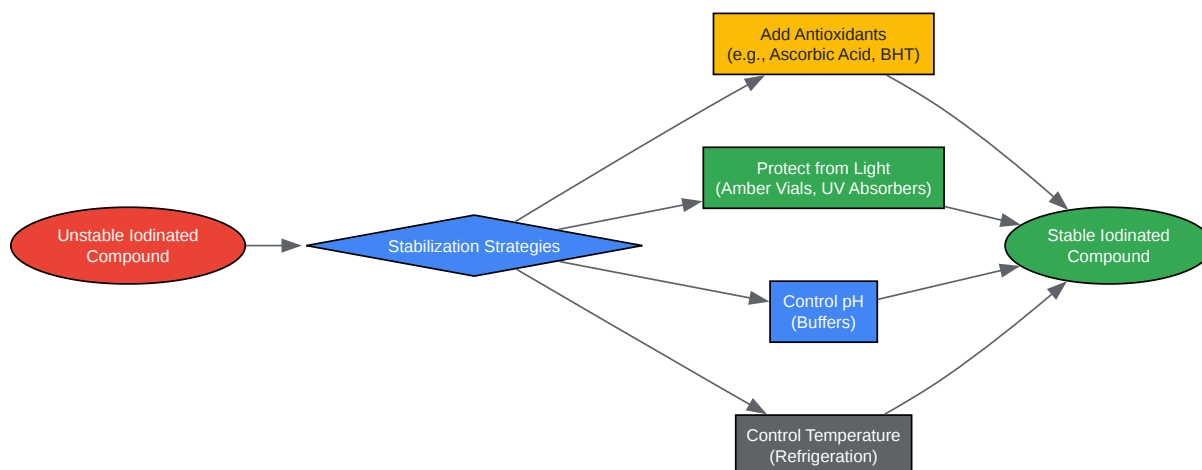 Unstable Iodinated
Compound
Stabilization Strategies
Add Antioxidants
(e.g., Ascorbic Acid, BHT)
Protect from Light
(Amber Vials, UV Absorbers)
Control pH
(Buffers)
Control Temperature
(Refrigeration)
Stable Iodinated
Compound